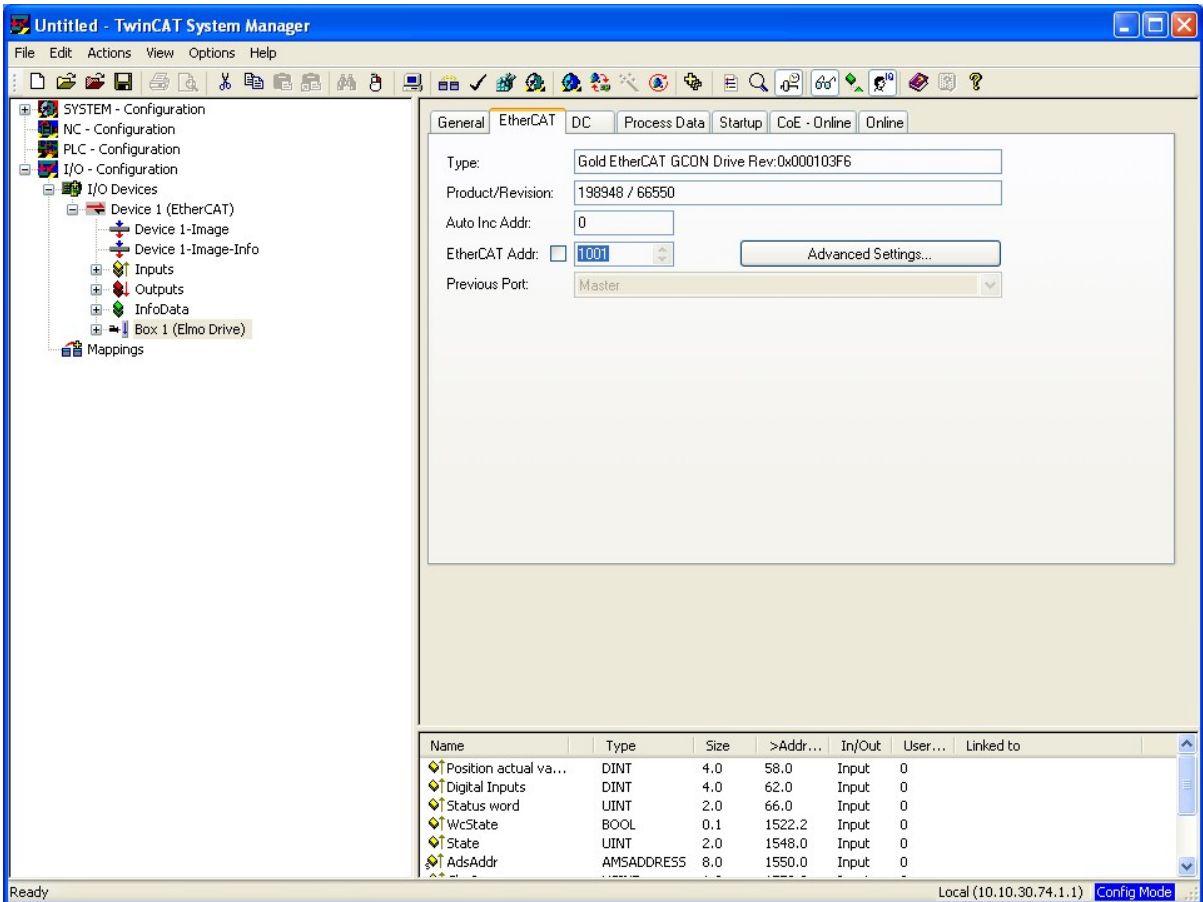 Untitled - TwinCAT System Manager
File Edit Actions View Options Help
SYSTEM - Configuration
NC - Configuration
PLC - Configuration
I/O - Configuration
I/O Devices
Device 1 (EtherCAT)
Device 1-Image
Device 1-Image-Info
Inputs
Outputs
InfoData
Box 1 (Elmo Drive)
Mappings
General EtherCAT DC Process Data Startup CoE - Online Online
Type: Gold EtherCAT GCON Drive Rev:0x000103F6
Product/Revision: 198948 / 66550
Auto Inc Addr: 0
EtherCAT Addr: 1001 Advanced Settings...
Previous Port: Master
Name Type Size >Addr... In/Out User... Linked to
Position actual va... DINT 4.0 58.0 Input 0
Digital Inputs DINT 4.0 62.0 Input 0
Status word UINT 2.0 66.0 Input 0
WcState BOOL 0.1 1522.2 Input 0
State UINT 2.0 1548.0 Input 0
AdsAddr AMSADDRESS 8.0 1550.0 Input 0
Ready Local (10.10.30.74.1.1) Config Mode